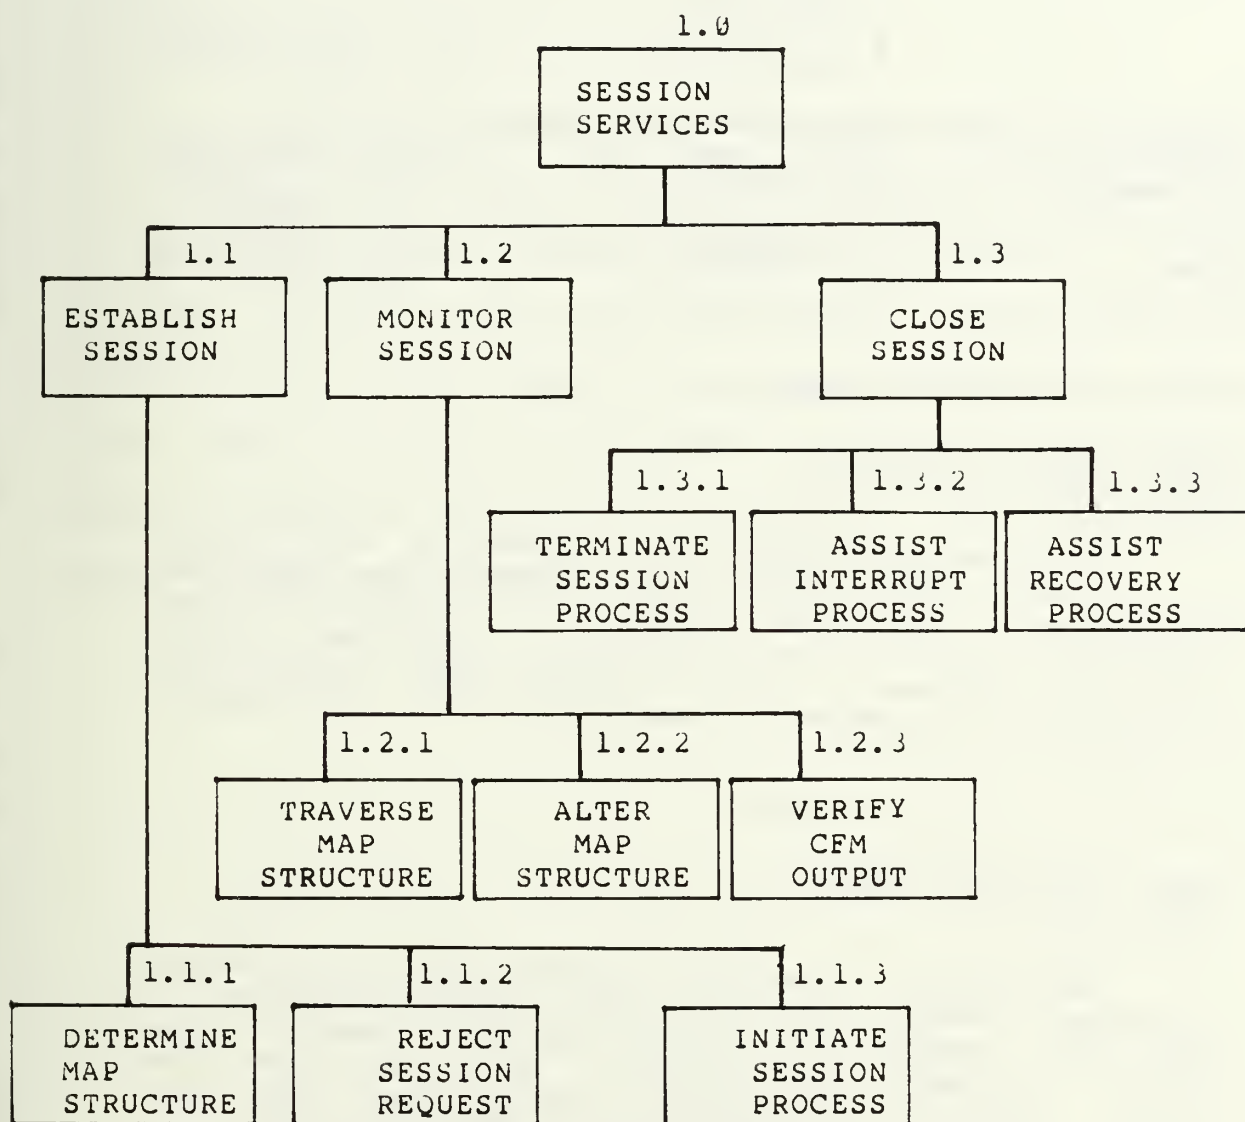 1.0
SESSION
SERVICES
1.1
1.2
1.3
ESTABLISH
SESSION
MONITOR
SESSION
CLOSE
SESSION
1.3.1
1.3.2
1.3.3
TERMINATE
SESSION
PROCESS
ASSIST
INTERRUPT
PROCESS
ASSIST
RECOVERY
PROCESS
1.2.1
1.2.2
1.2.3
TRAVERSE
MAP
STRUCTURE
ALTER
MAP
STRUCTURE
VERIFY
CFM
OUTPUT
1.1.1
1.1.2
1.1.3
DETERMINE
MAP
STRUCTURE
REJECT
SESSION
REQUEST
INITIATE
SESSION
PROCESS